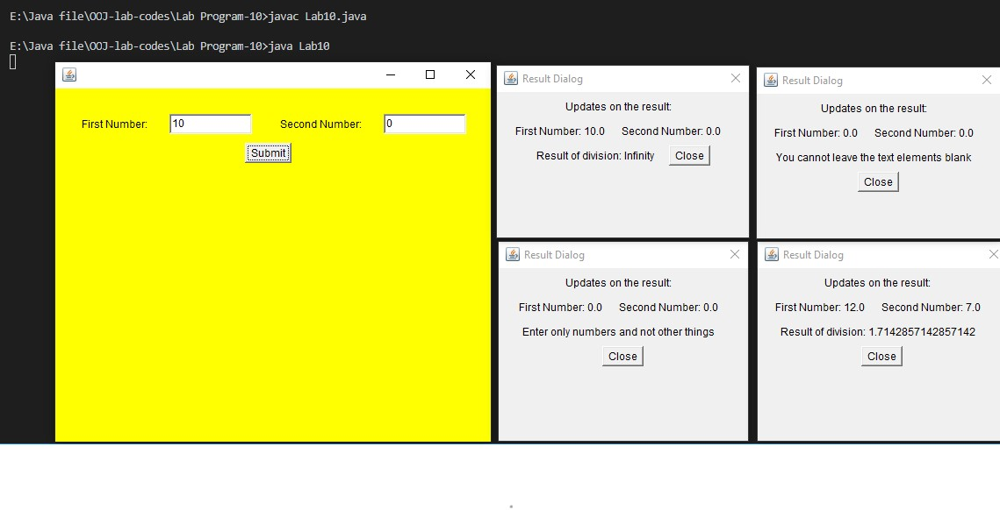 E:\Java file\OOJ-lab-codes\Lab Program-10>javac Lab10.java
E:\Java file\OOJ-lab-codes\Lab Program-10>java Lab10
First Number: 10 Second Number: 0
Submit
Result Dialog
Updates on the result:
First Number: 10.0 Second Number: 0.0
Result of division: Infinity Close
Result Dialog
Updates on the result:
First Number: 0.0 Second Number: 0.0
You cannot leave the text elements blank
Close
Result Dialog
Updates on the result:
First Number: 0.0 Second Number: 0.0
Enter only numbers and not other things
Close
Result Dialog
Updates on the result:
First Number: 12.0 Second Number: 7.0
Result of division: 1.7142857142857142
Close